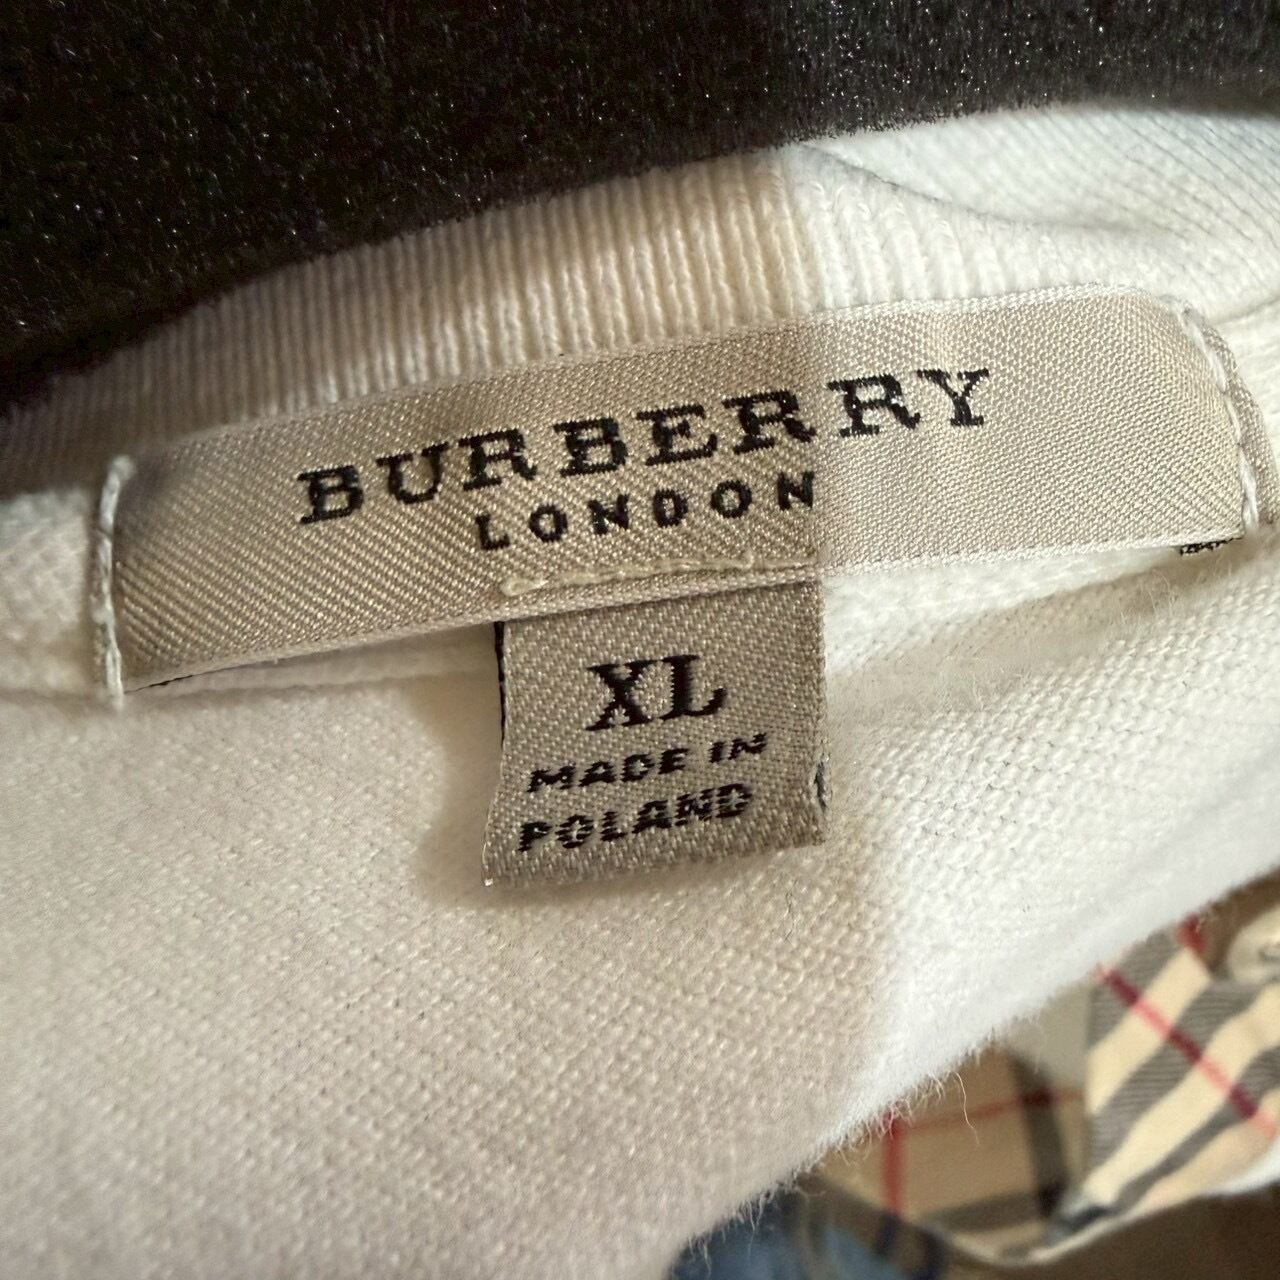 BURBERRY
LONDON
XL
MADE IN
POLAND